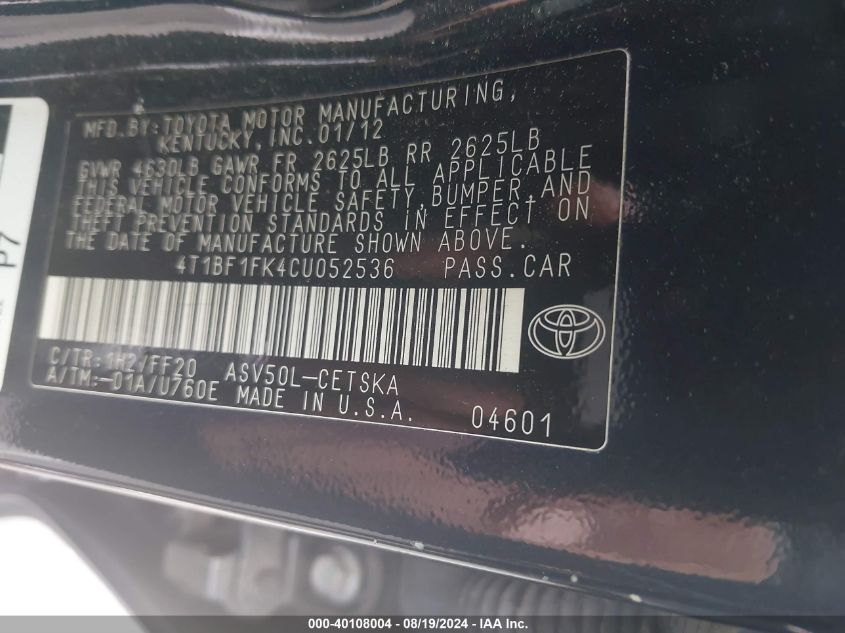 MFD. BY: TOYOTA MOTOR MANUFACTURING,
KENTUCKY, INC. 01/12
GVWR 4630LB GAWR FR 2625LB RR 2625LB
THIS VEHICLE CONFORMS TO ALL APPLICABLE
FEDERAL MOTOR VEHICLE SAFETY, BUMPER, AND
THEFT PREVENTION STANDARDS IN EFFECT ON
THE DATE OF MANUFACTURE SHOWN ABOVE.
4T1BF1FK4CU052536 PASS.CAR
C/TR: 1H2/FF20 ASV50L-CETSKA
A/TM: -01A/U760E MADE IN U.S.A. 04601
P7
000-40108004 - 08/19/2024 - IAA Inc.